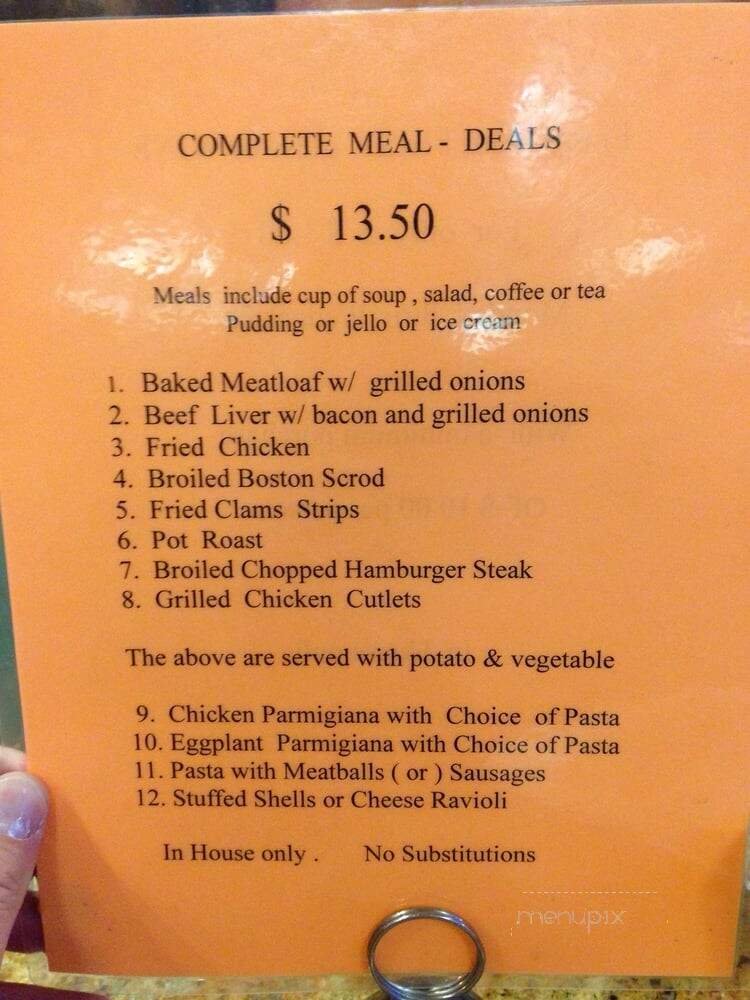 COMPLETE MEAL - DEALS
$ 13.50
Meals include cup of soup , salad, coffee or tea
Pudding or jello or ice cream
1. Baked Meatloaf w/ grilled onions
2. Beef Liver w/ bacon and grilled onions
3. Fried Chicken
4. Broiled Boston Scrod
5. Fried Clams Strips
6. Pot Roast
7. Broiled Chopped Hamburger Steak
8. Grilled Chicken Cutlets
The above are served with potato & vegetable
9. Chicken Parmigiana with Choice of Pasta
10. Eggplant Parmigiana with Choice of Pasta
11. Pasta with Meatballs ( or ) Sausages
12. Stuffed Shells or Cheese Ravioli
In House only . No Substitutions
menupix